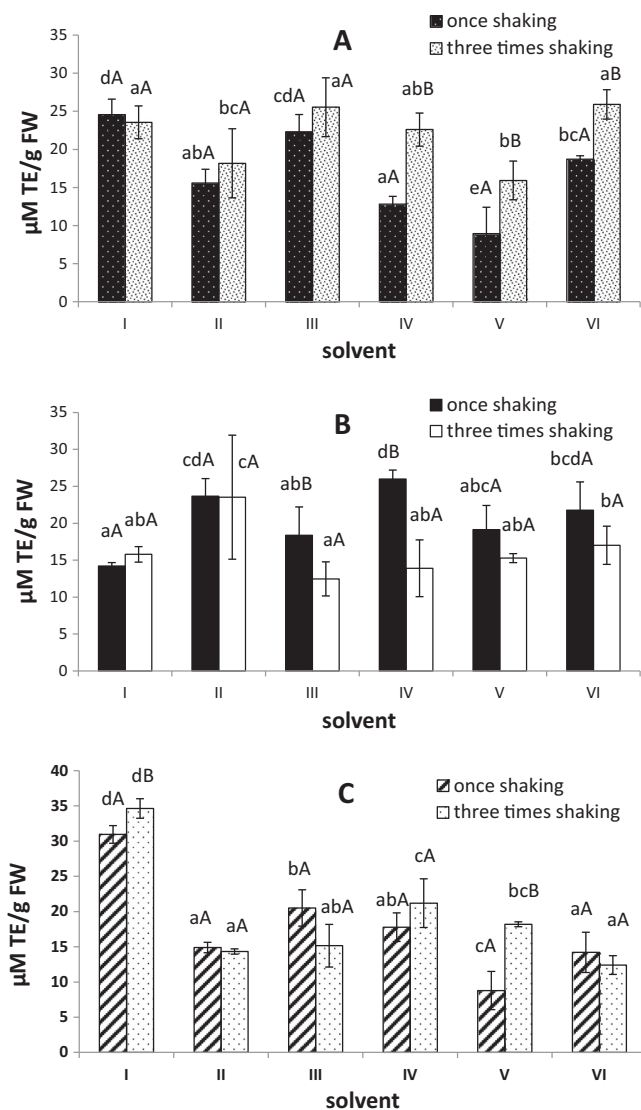 A
once shaking
three times shaking
µM TE/g FW
35
30
25
20
15
10
5
0
dA aA abA bcA cdA aA aA abB eA bB bcA aB
I II III IV V VI
solvent
B
once shaking
three times shaking
µM TE/g FW
35
30
25
20
15
10
5
0
aA abA cdA cA abB aA dB abA abcA abA bcdA bA
I II III IV V VI
solvent
C
once shaking
three times shaking
µM TE/g FW
40
35
30
25
20
15
10
5
0
dA dB aA aA bA abA abA cA cA bcB aA aA
I II III IV V VI
solvent